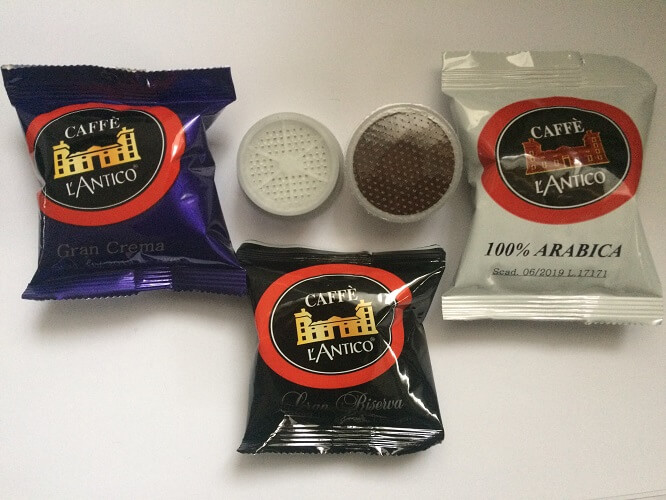 CAFFÈ
L'ANTICO
Gran Crema
CAFFÈ
L'ANTICO
100% ARABICA
Scad. 06/2019 L.17171
CAFFÈ
L'ANTICO®
Gran Riserva